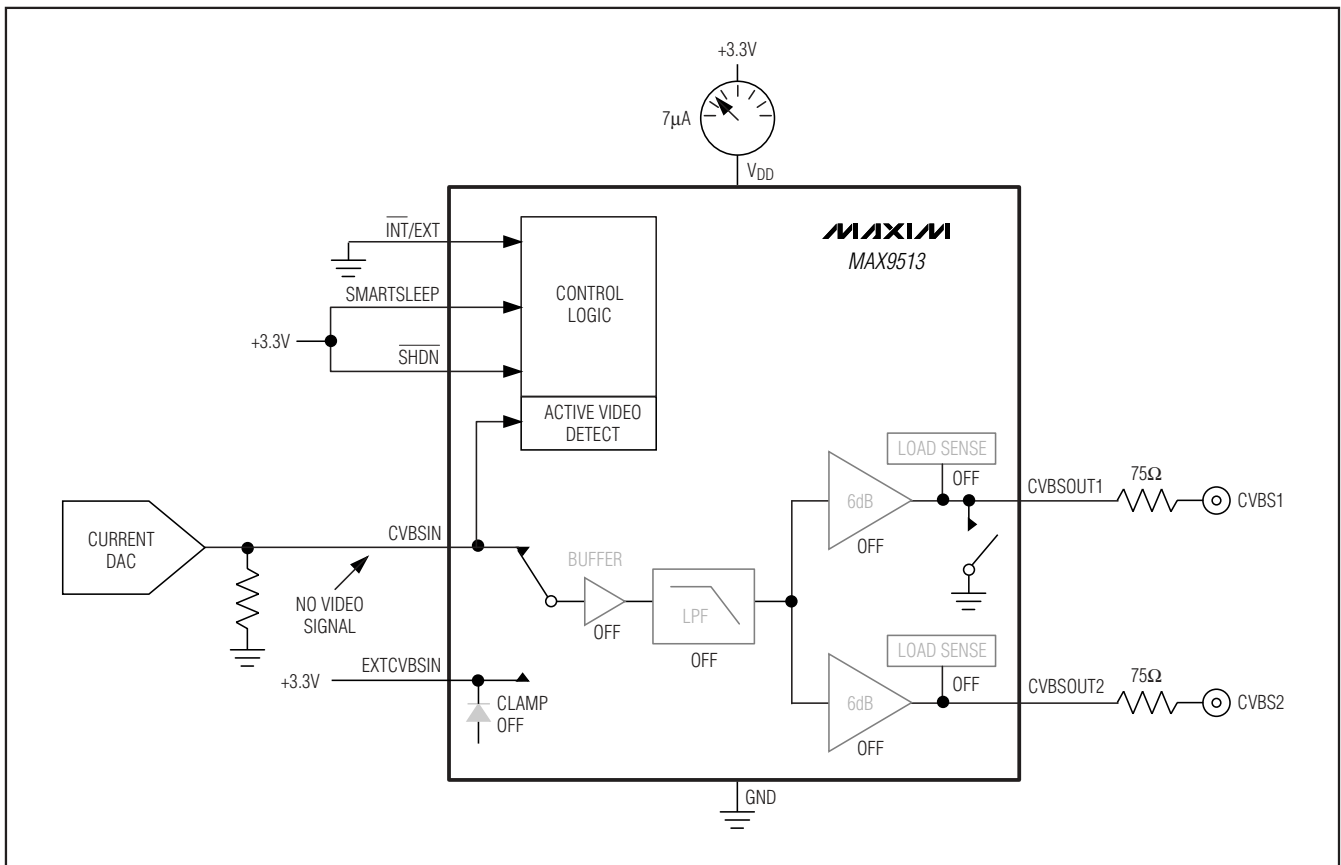 +3.3V
7µA
VDD
INT/EXT
MAXIM
MAX9513
SMARTSLEEP
CONTROL
LOGIC
+3.3V
SHDN
ACTIVE VIDEO
DETECT
LOAD SENSE
OFF
CVBSOUT1
75Ω
CVBS1
6dB
OFF
CURRENT
DAC
CVBSIN
NO VIDEO
SIGNAL
BUFFER
OFF
LPF
OFF
LOAD SENSE
OFF
CVBSOUT2
75Ω
CVBS2
6dB
OFF
+3.3V
EXTCVBSIN
CLAMP
OFF
GND